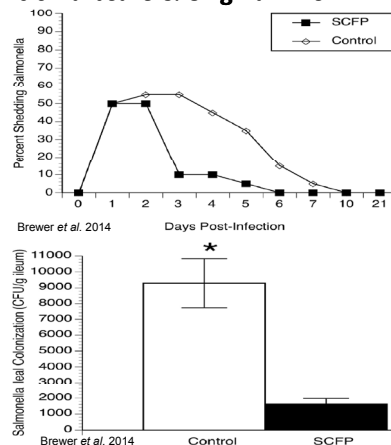 SCFP
Control
Percent Shedding Salmonella
100
90
80
70
60
50
40
30
20
10
0
0 1 2 3 4 5 6 7 10 21
Brewer et al. 2014
Days Post-Infection
*
Salmonella Ileal Colonization (CFU/g ileum)
11000
10000
9000
8000
7000
6000
5000
4000
3000
2000
1000
0
Brewer et al. 2014
Control
SCFP